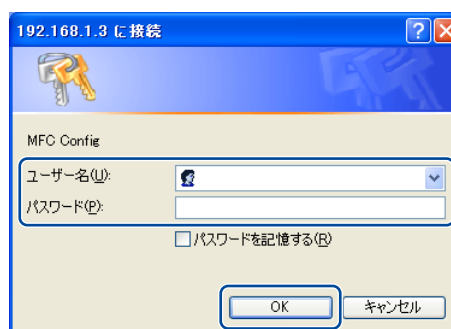 192.168.1.3 に接続
MFC Config
ユーザー名(U):
パスワード(P):
パスワードを記憶する(R)
OK
キャンセル